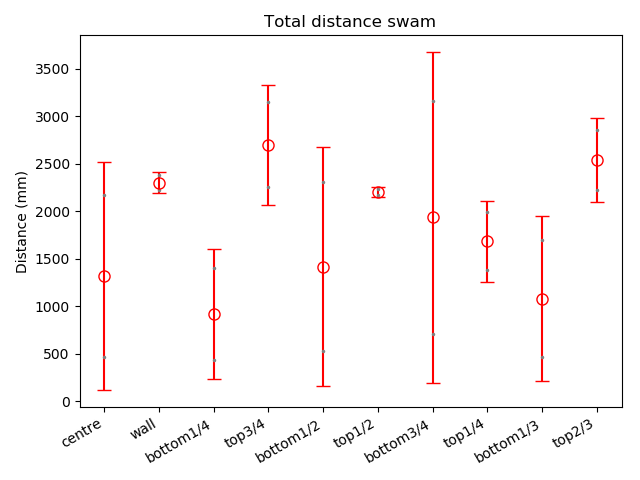 Total distance swam
Distance (mm)
3500
3000
2500
2000
1500
1000
500
0
centre
wall
bottom1/4
top3/4
bottom1/2
top1/2
bottom3/4
top1/4
bottom1/3
top2/3